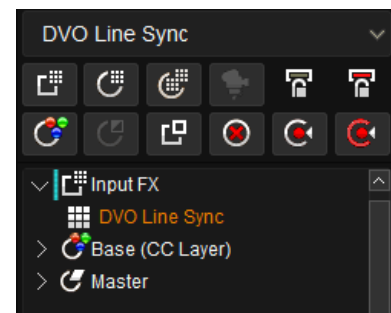 DVO Line Sync
Input FX
DVO Line Sync
Base (CC Layer)
Master